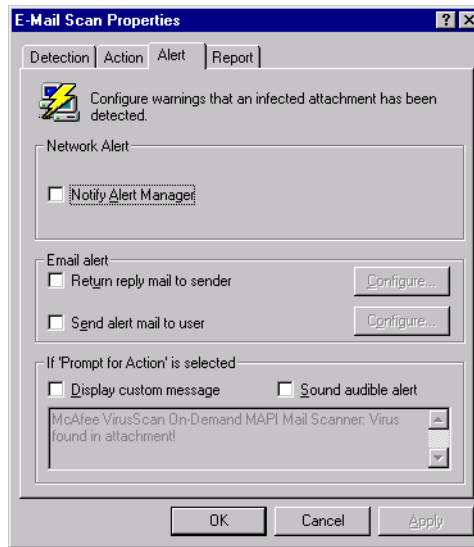 E-Mail Scan Properties
Detection
Action
Alert
Report
Configure warnings that an infected attachment has been
detected.
Network Alert
Notify Alert Manager
Email alert
Return reply mail to sender
Configure...
Send alert mail to user
Configure...
If 'Prompt for Action' is selected
Display custom message
Sound audible alert
McAfee VirusScan On-Demand MAPI Mail Scanner: Virus
found in attachment!
OK
Cancel
Apply